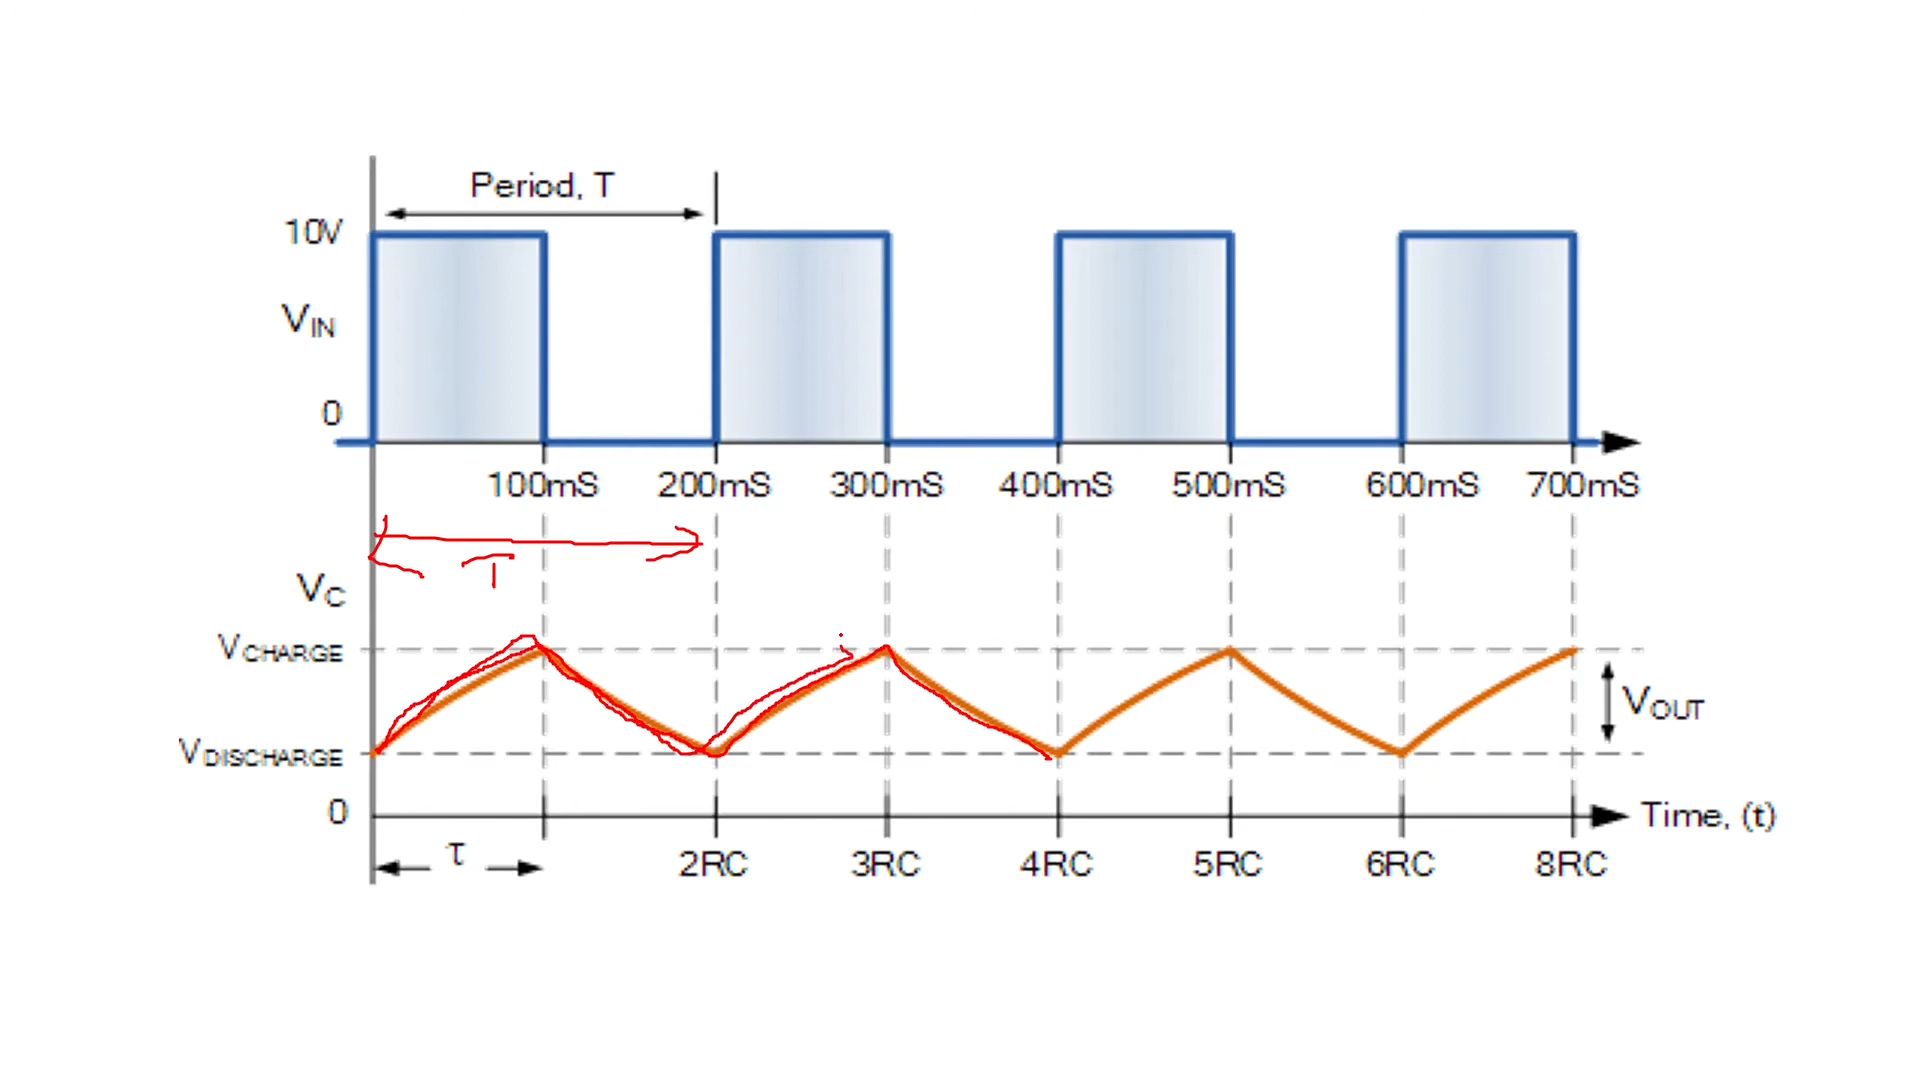 Period, T
10V
VIN
0
100mS 200mS 300mS 400mS 500mS 600mS 700mS
T
VC
VCHARGE
VOUT
VDISCHARGE
0
Time, (t)
τ
2RC 3RC 4RC 5RC 6RC 8RC